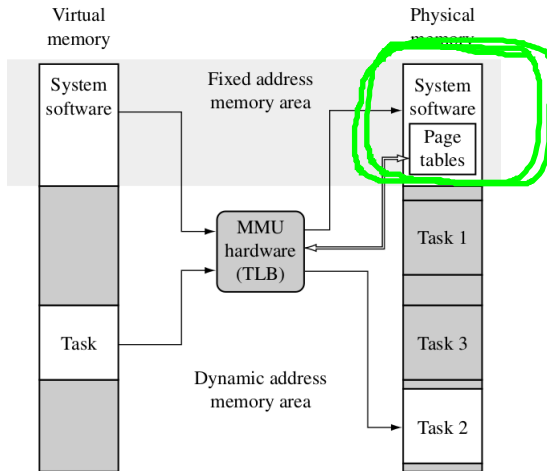 Virtual
memory
Physical
memory
System
software
Fixed address
memory area
System
software
Page
tables
MMU
hardware
(TLB)
Task 1
Task
Task 3
Dynamic address
memory area
Task 2